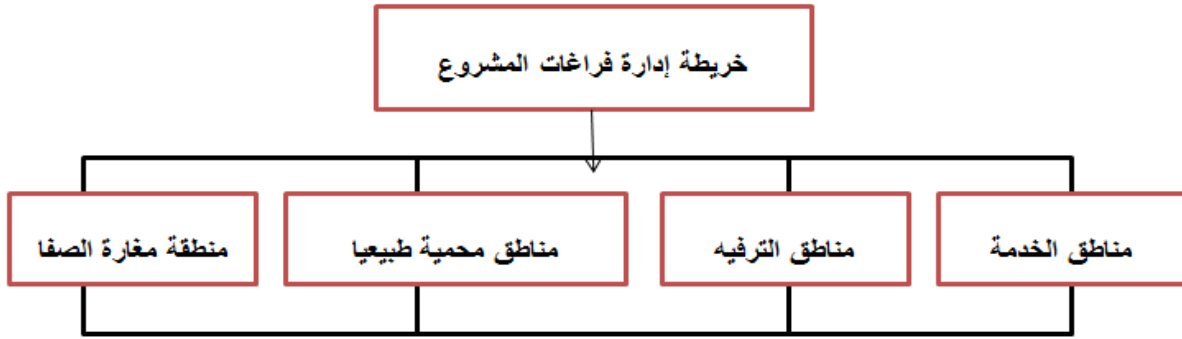 خريطة إدارة فراغات المشروع
مناطق الخدمة
مناطق الترفيه
مناطق محمية طبيعيا
منطقة مغارة الصفا